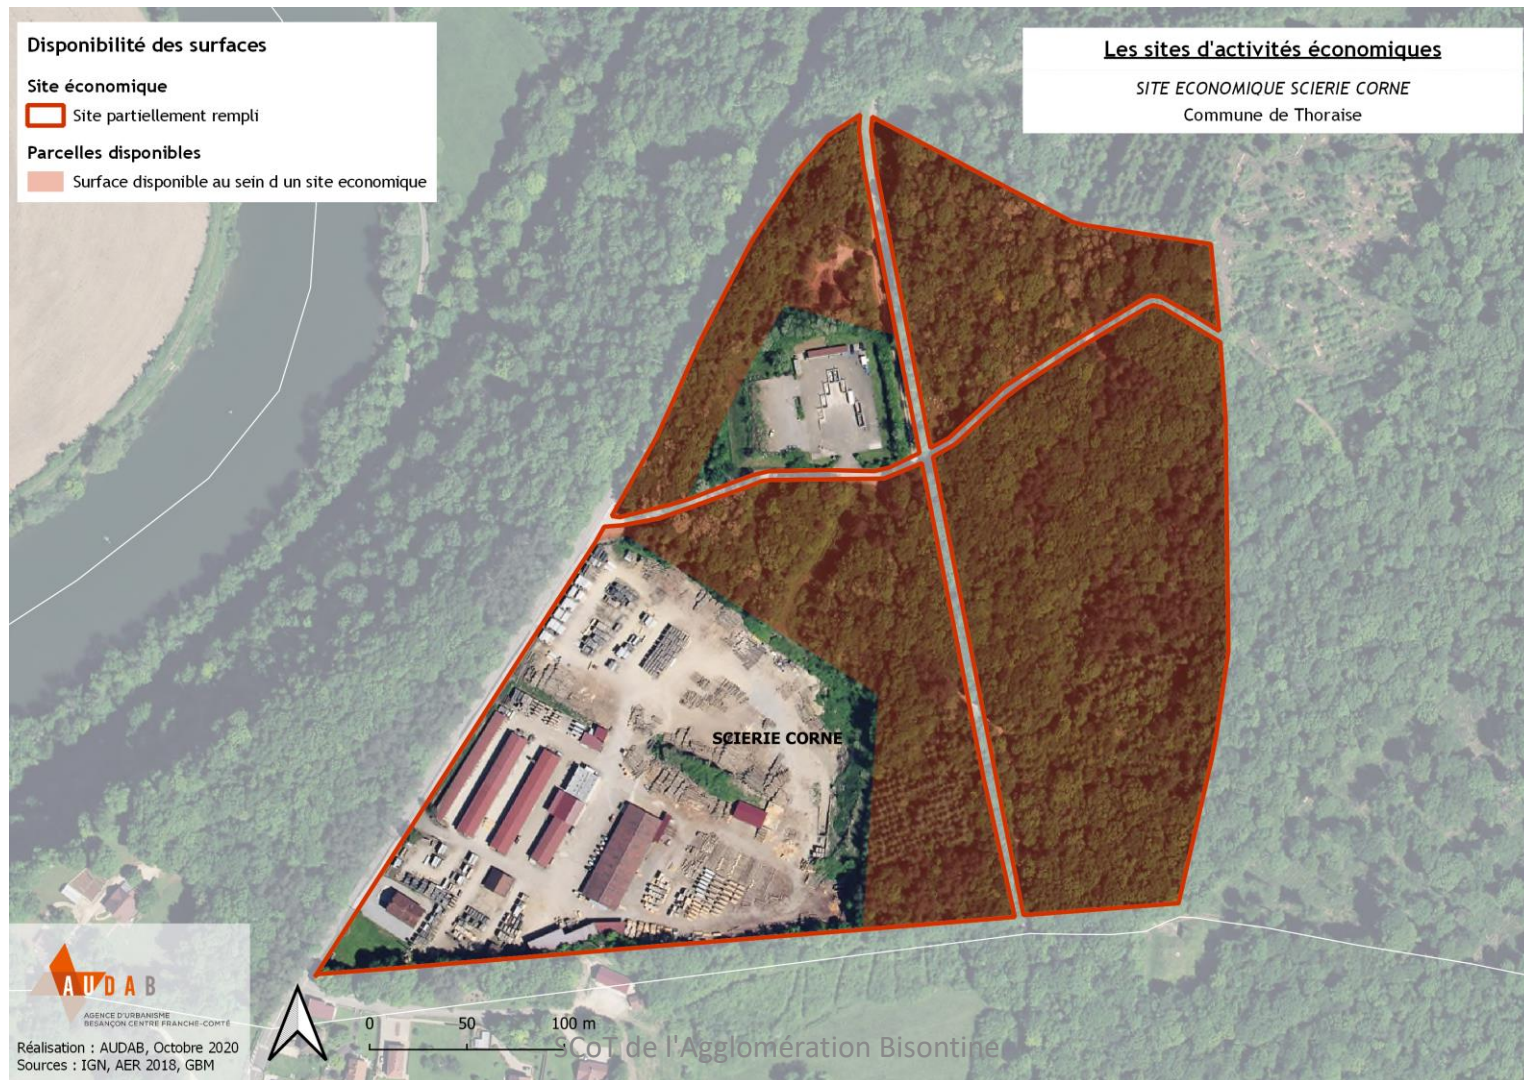 Disponibilité des surfaces
Site économique
Site partiellement rempli
Parcelles disponibles
Surface disponible au sein d un site economique
Les sites d'activités économiques
SITE ECONOMIQUE SCIERIE CORNE
Commune de Thoraise
SCIERIE CORNE
AUDAB
AGENCE D'URBANISME
BESANÇON CENTRE FRANCHE-COMTÉ
Réalisation : AUDAB, Octobre 2020
Sources : IGN, AER 2018, GBM
0 50 100 m
SCoT de l'Agglomération Bisontine